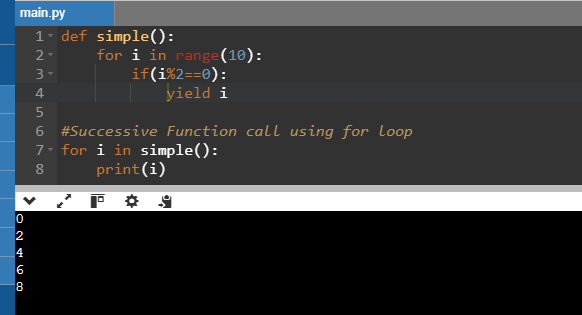 main.py
1 def simple():
2 for i in range(10):
3 if(i%2==0):
4 yield i
5
6 #Successive Function call using for loop
7 for i in simple():
8 print(i)
0
2
4
6
8